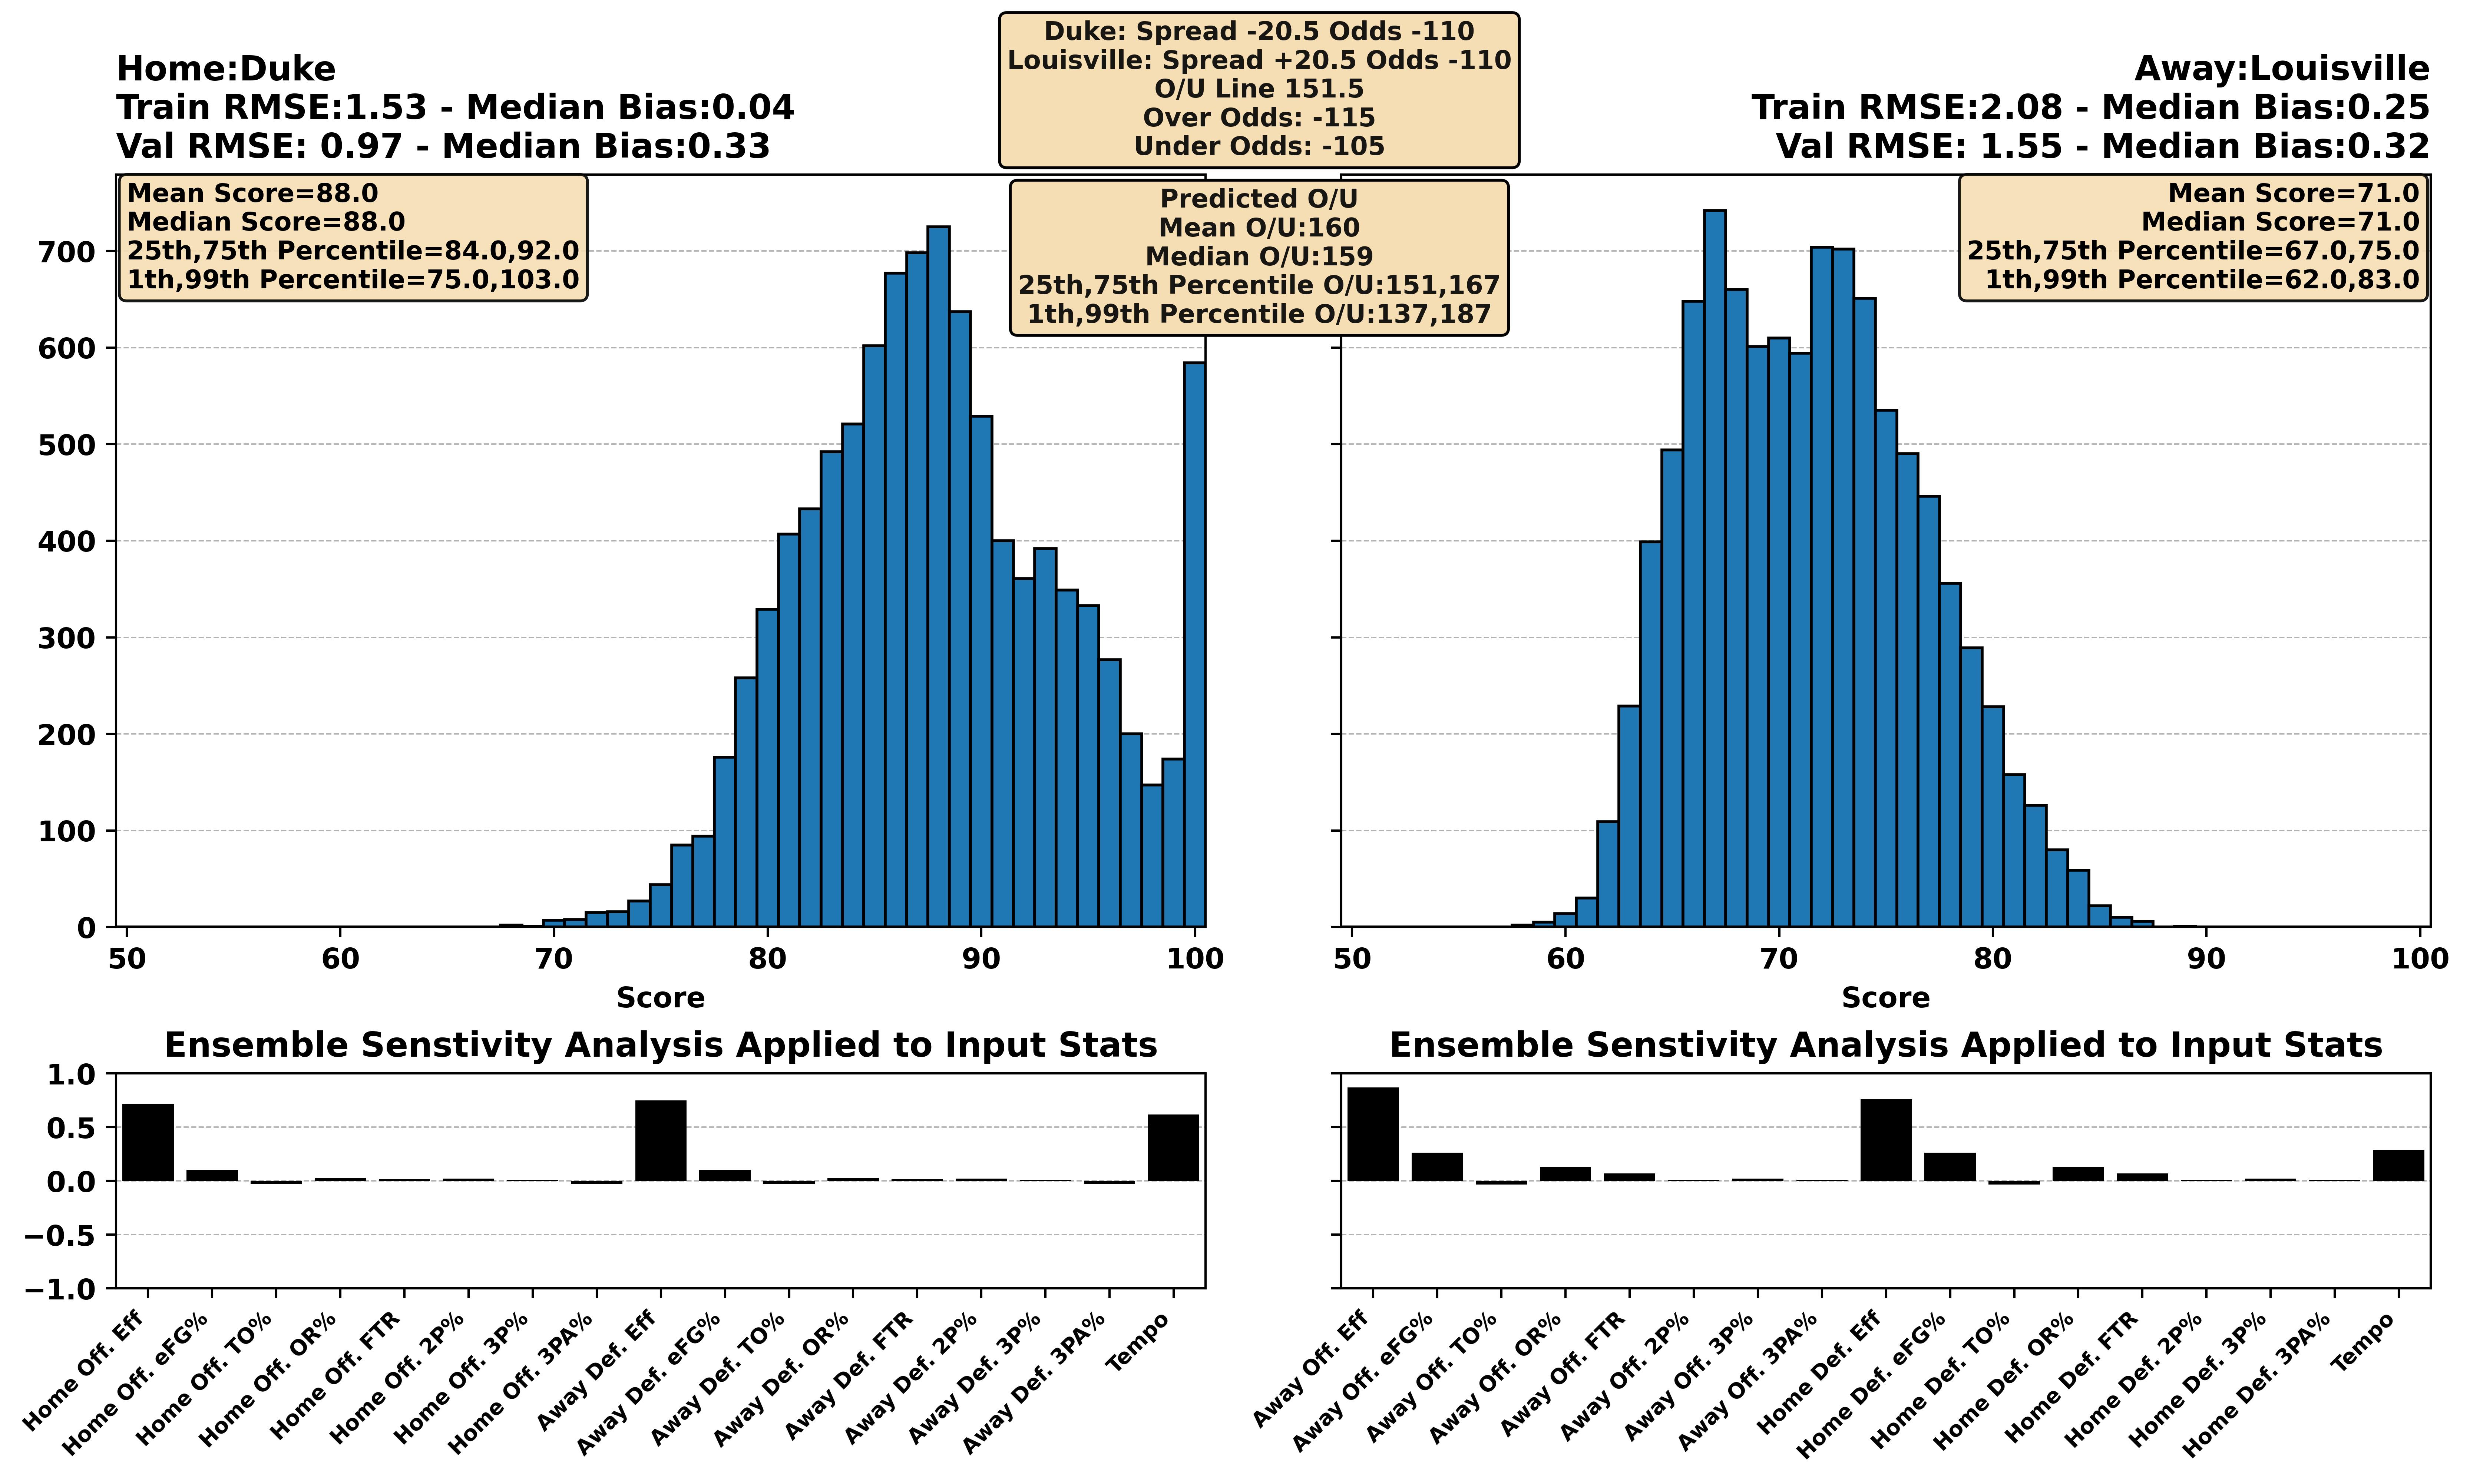 Duke: Spread -20.5 Odds -110
Louisville: Spread +20.5 Odds -110
O/U Line 151.5
Over Odds: -115
Under Odds: -105
Home:Duke
Train RMSE:1.53 - Median Bias:0.04
Val RMSE: 0.97 - Median Bias:0.33
Away:Louisville
Train RMSE:2.08 - Median Bias:0.25
Val RMSE: 1.55 - Median Bias:0.32
Mean Score=88.0
Median Score=88.0
25th,75th Percentile=84.0,92.0
1th,99th Percentile=75.0,103.0
Predicted O/U
Mean O/U:160
Median O/U:159
25th,75th Percentile O/U:151,167
1th,99th Percentile O/U:137,187
Mean Score=71.0
Median Score=71.0
25th,75th Percentile=67.0,75.0
1th,99th Percentile=62.0,83.0
700
600
500
400
300
200
100
0
50 60 70 80 90 100
Score
50 60 70 80 90 100
Score
Ensemble Senstivity Analysis Applied to Input Stats
Ensemble Senstivity Analysis Applied to Input Stats
1.0
0.5
0.0
−0.5
−1.0
Home Off. Eff
Home Off. eFG%
Home Off. TO%
Home Off. OR%
Home Off. FTR
Home Off. 2P%
Home Off. 3P%
Home Off. 3PA%
Away Def. Eff
Away Def. eFG%
Away Def. TO%
Away Def. OR%
Away Def. FTR
Away Def. 2P%
Away Def. 3P%
Away Def. 3PA%
Tempo
Away Off. Eff
Away Off. eFG%
Away Off. TO%
Away Off. OR%
Away Off. FTR
Away Off. 2P%
Away Off. 3P%
Away Off. 3PA%
Home Def. Eff
Home Def. eFG%
Home Def. TO%
Home Def. OR%
Home Def. FTR
Home Def. 2P%
Home Def. 3P%
Home Def. 3PA%
Tempo